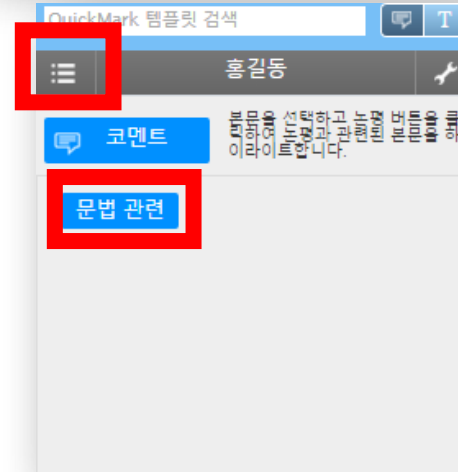 QuickMark 템플릿 검색
T
홍길동
코멘트
본문을 선택하고 논평 버튼을 클
릭하여 논평과 관련된 본문을 하
이라이트합니다.
문법 관련